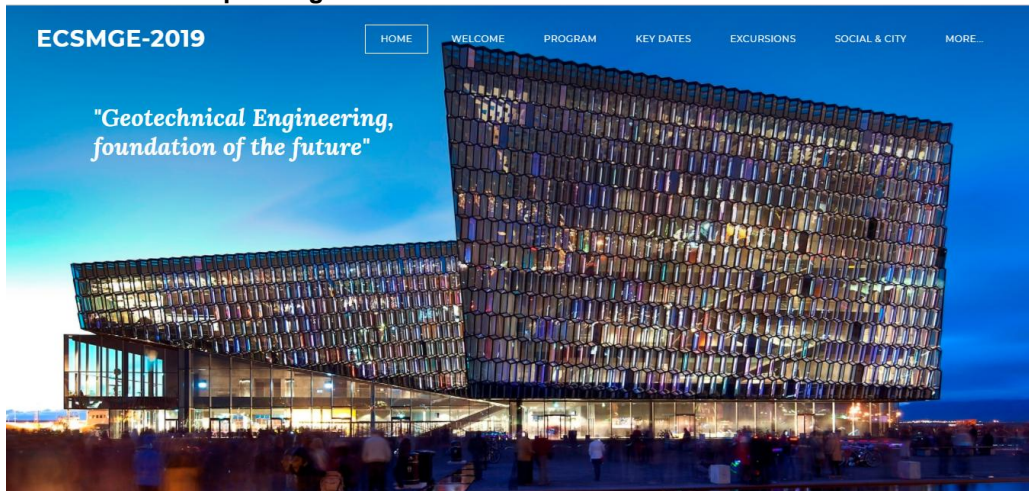 ECSMGE-2019
HOME WELCOME PROGRAM KEY DATES EXCURSIONS SOCIAL & CITY MORE...
"Geotechnical Engineering,
foundation of the future"